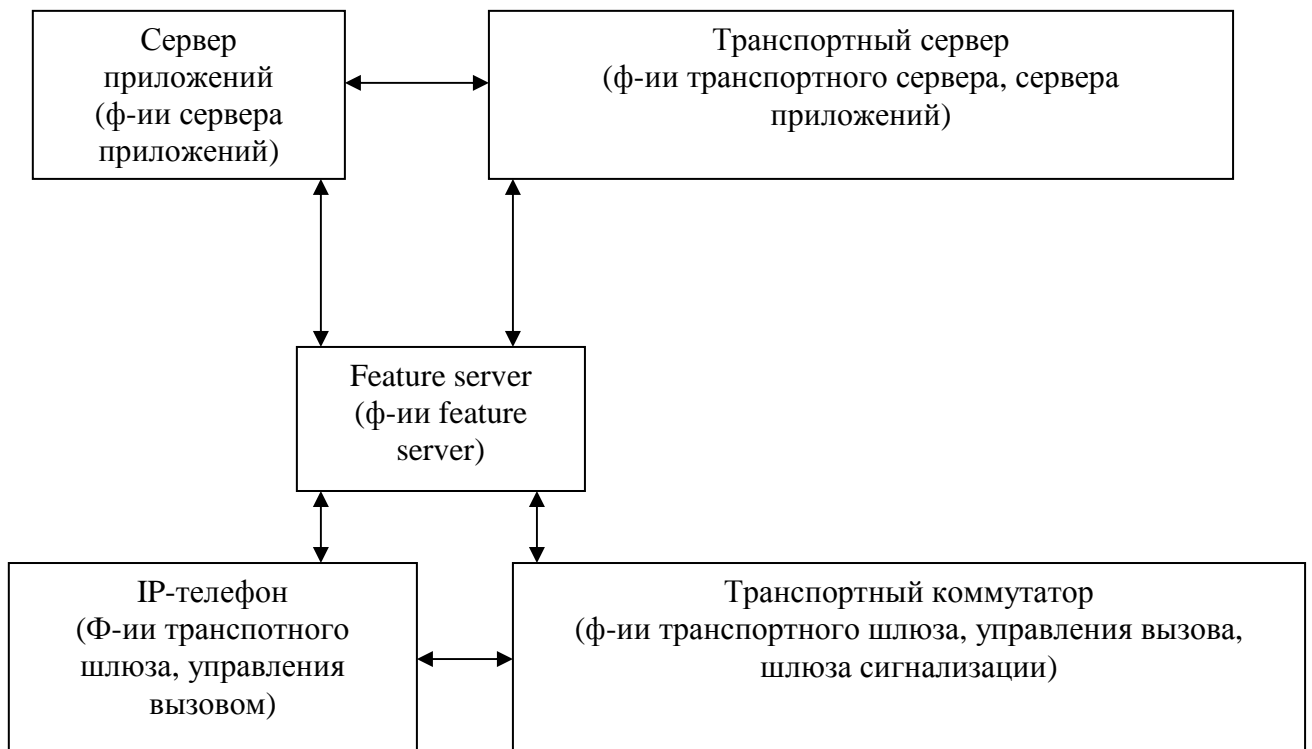 Сервер
приложений
(ф-ии сервера
приложений)
Транспортный сервер
(ф-ии транспортного сервера, сервера
приложений)
Feature server
(ф-ии feature
server)
IP-телефон
(Ф-ии транспотного
шлюза, управления
вызовом)
Транспортный коммутатор
(ф-ии транспортного шлюза, управления вызова,
шлюза сигнализации)